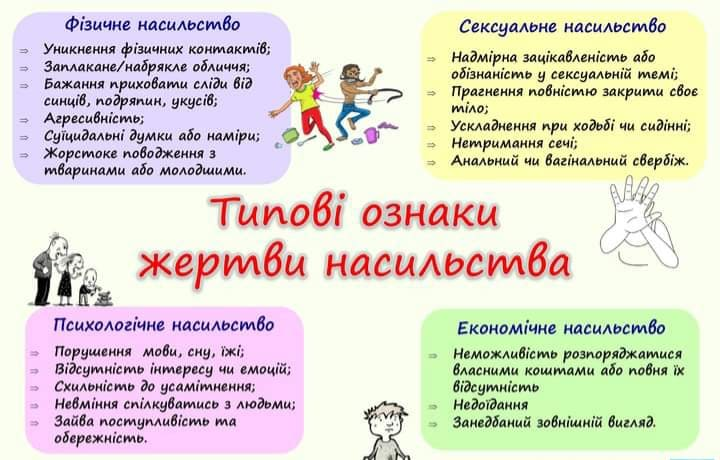 Фізичне насильство
⇒ Уникнення фізичних контактів;
⇒ Заплакане/набрякле обличчя;
⇒ Бажання приховати сліди від
синців, подряпин, укусів;
⇒ Агресивність;
⇒ Суїцидальні думки або наміри;
⇒ Жорстоке поводження з
тваринами або молодшими.
Сексуальне насильство
⇒ Надмірна зацікавленість або
обізнаність у сексуальній темі;
⇒ Прагнення повністю закрити своє
тіло;
⇒ Ускладнення при ходьбі чи сидінні;
⇒ Нетримання сечі;
⇒ Анальний чи вагінальний свербіж.
Типові ознаки
жертви насильства
Психологічне насильство
⇒ Порушення мови, сну, їжі;
⇒ Відсутність інтересу чи емоцій;
⇒ Схильність до усамітнення;
⇒ Невміння спілкуватись з людьми;
⇒ Зайва поступливість та
обережність.
Економічне насильство
⇒ Неможливість розпоряджатися
власними коштами або повня їх
відсутність
⇒ Недоїдання
⇒ Занедбаний зовнішній вигляд.